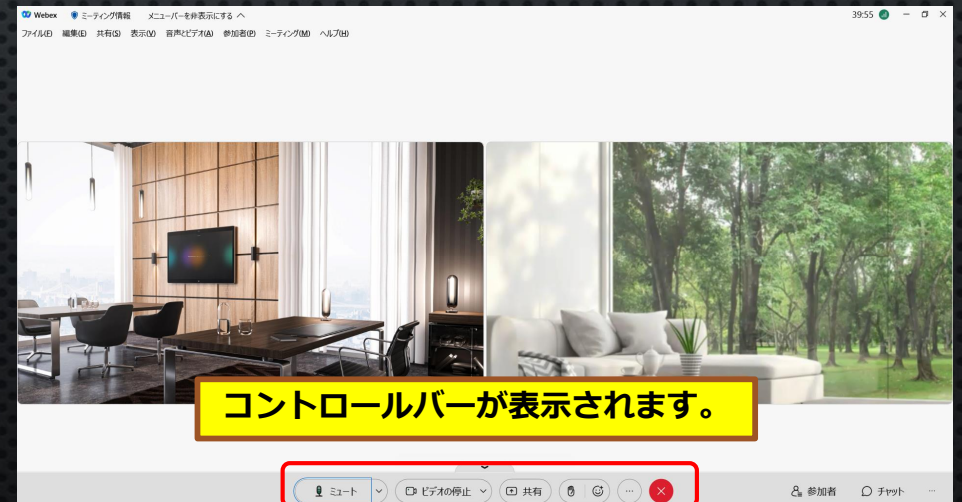 Webex ミーティング情報 メニューバーを非表示にする 39:55
ファイル(F) 編集(E) 共有(S) 表示(V) 音声とビデオ(A) 参加者(P) ミーティング(M) ヘルプ(H)
コントロールバーが表示されます。
ミュート ビデオの停止 共有 参加者 チャット